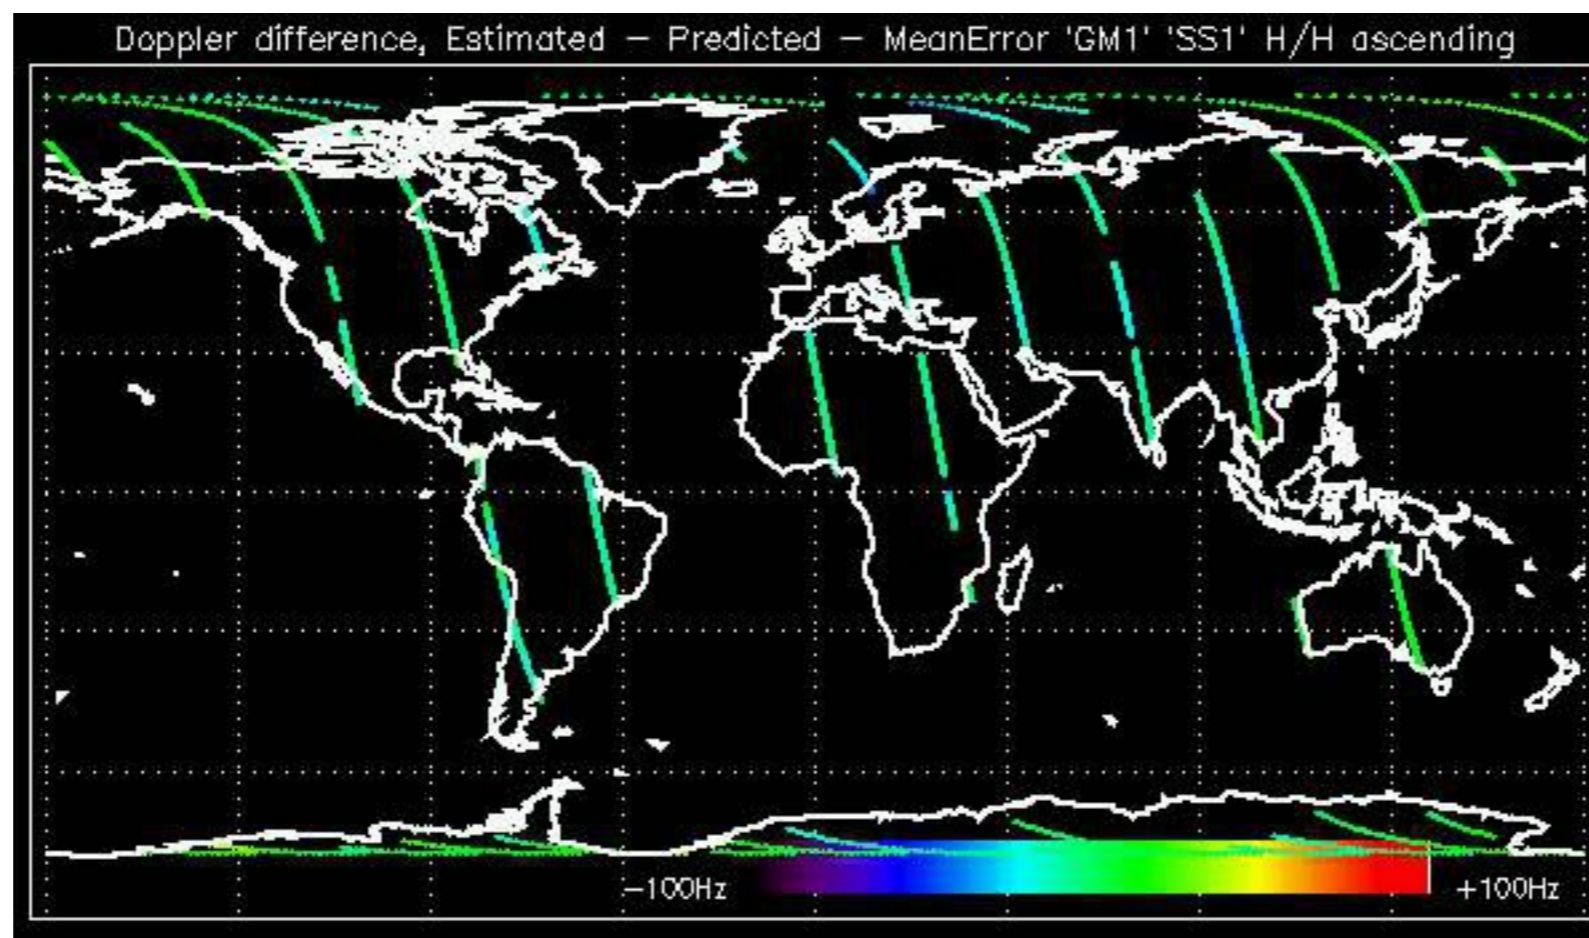 Doppler difference, Estimated − Predicted − MeanError 'GM1' 'SS1' H/H ascending
−100Hz
+100Hz